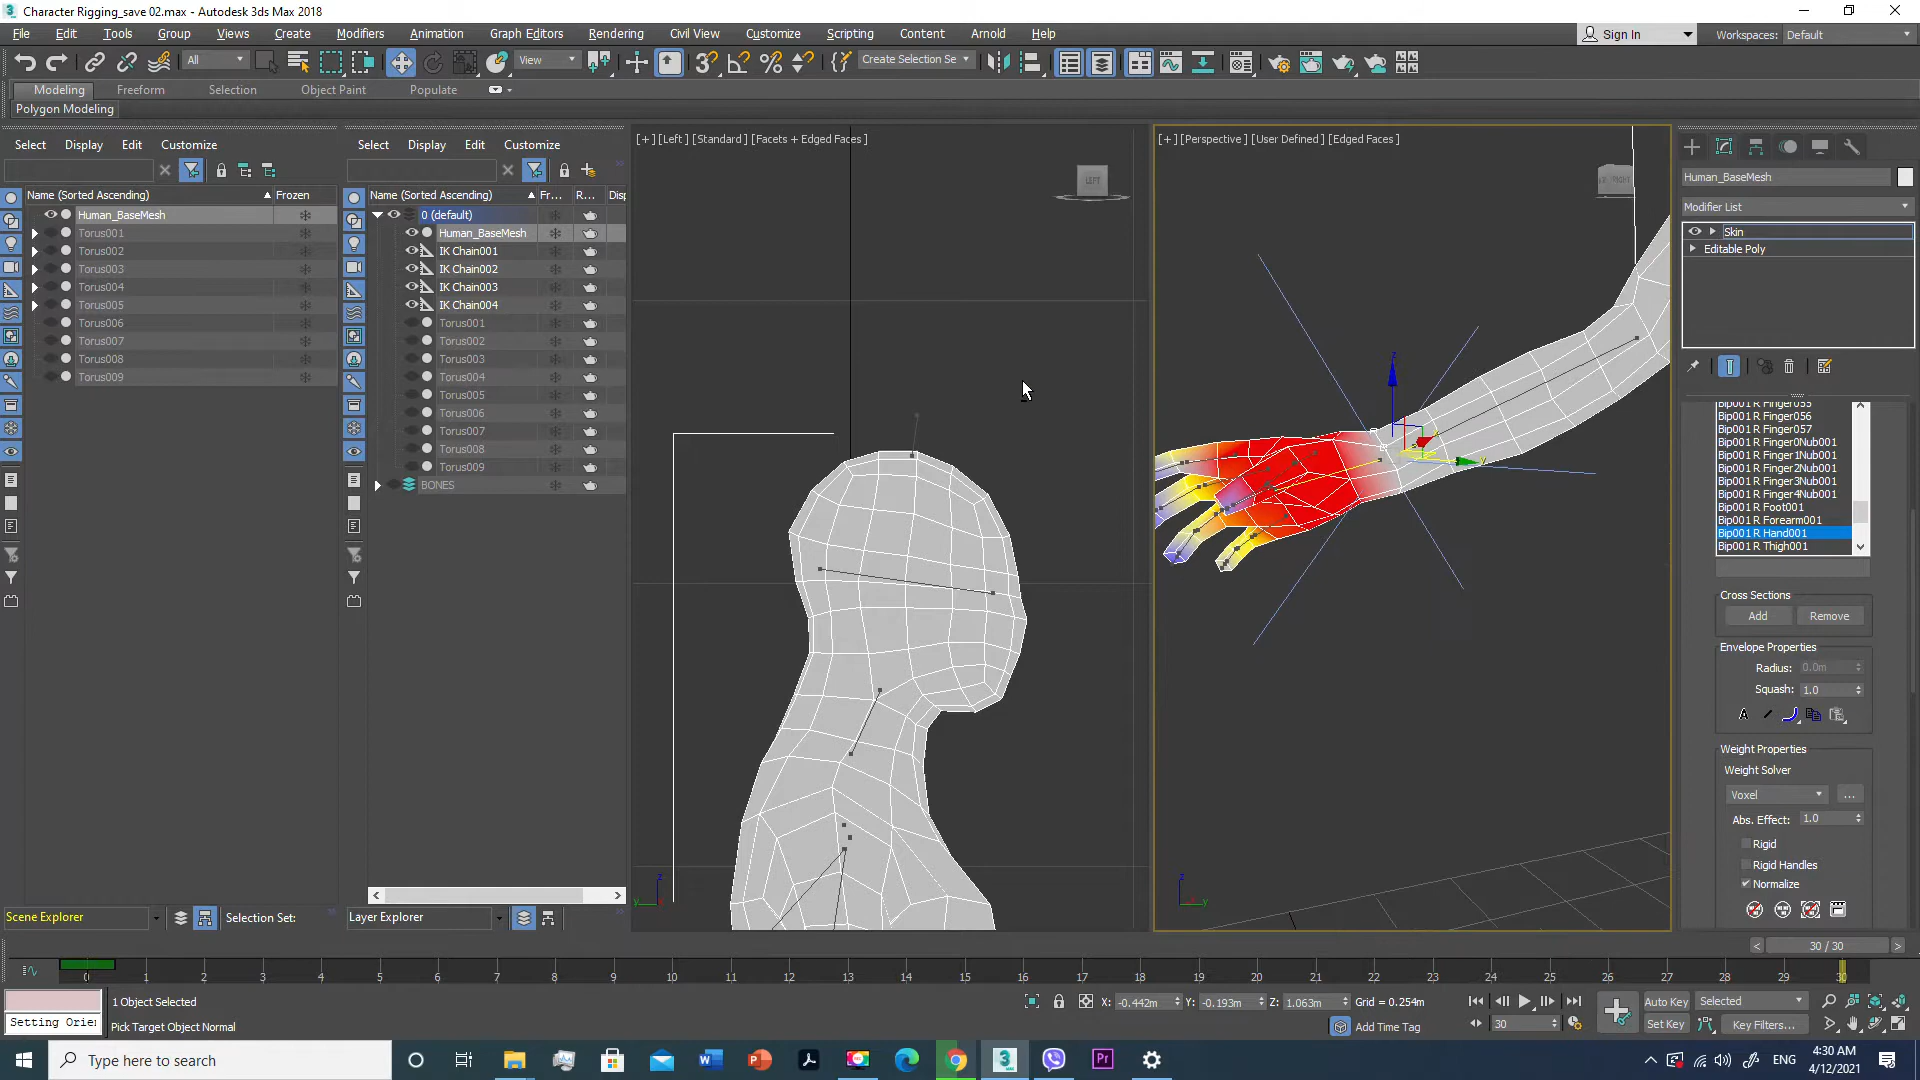 Character Rigging_save 02.max - Autodesk 3ds Max 2018
File Edit Tools Group Views Create Modifiers Animation Graph Editors Rendering Civil View Customize Scripting Content Arnold Help
Sign In Workspaces: Default
All View Create Selection Se
Modeling Freeform Selection Object Paint Populate
Polygon Modeling
Select Display Edit Customize
Name (Sorted Ascending) Frozen
Human_BaseMesh
Torus001
Torus002
Torus003
Torus004
Torus005
Torus006
Torus007
Torus008
Torus009
Scene Explorer Selection Set:
Select Display Edit Customize
Name (Sorted Ascending) Fr... R... Disp
0 (default)
Human_BaseMesh
IK Chain001
IK Chain002
IK Chain003
IK Chain004
Torus001
Torus002
Torus003
Torus004
Torus005
Torus006
Torus007
Torus008
Torus009
BONES
Layer Explorer
[+] [Left] [Standard] [Facets + Edged Faces]
LEFT
[+] [Perspective] [User Defined] [Edged Faces]
RIGHT
Human_BaseMesh
Modifier List
Skin
Editable Poly
Bip001 R Finger055
Bip001 R Finger056
Bip001 R Finger057
Bip001 R Finger0Nub001
Bip001 R Finger1Nub001
Bip001 R Finger2Nub001
Bip001 R Finger3Nub001
Bip001 R Finger4Nub001
Bip001 R Foot001
Bip001 R Forearm001
Bip001 R Hand001
Bip001 R Thigh001
Cross Sections
Add Remove
Envelope Properties
Radius: 0.0m
Squash: 1.0
A
Weight Properties
Weight Solver
Voxel ...
Abs. Effect: 1.0
Rigid
Rigid Handles
Normalize
< 30 / 30 >
0 1 2 3 4 5 6 7 8 9 10 11 12 13 14 15 16 17 18 19 20 21 22 23 24 25 26 27 28 29 30
1 Object Selected X: -0.442m Y: -0.193m Z: 1.063m Grid = 0.254m Auto Key Selected
Setting Orien Pick Target Object Normal Add Time Tag 30 Set Key Key Filters...
Type here to search
ENG
4:30 AM
4/12/2021